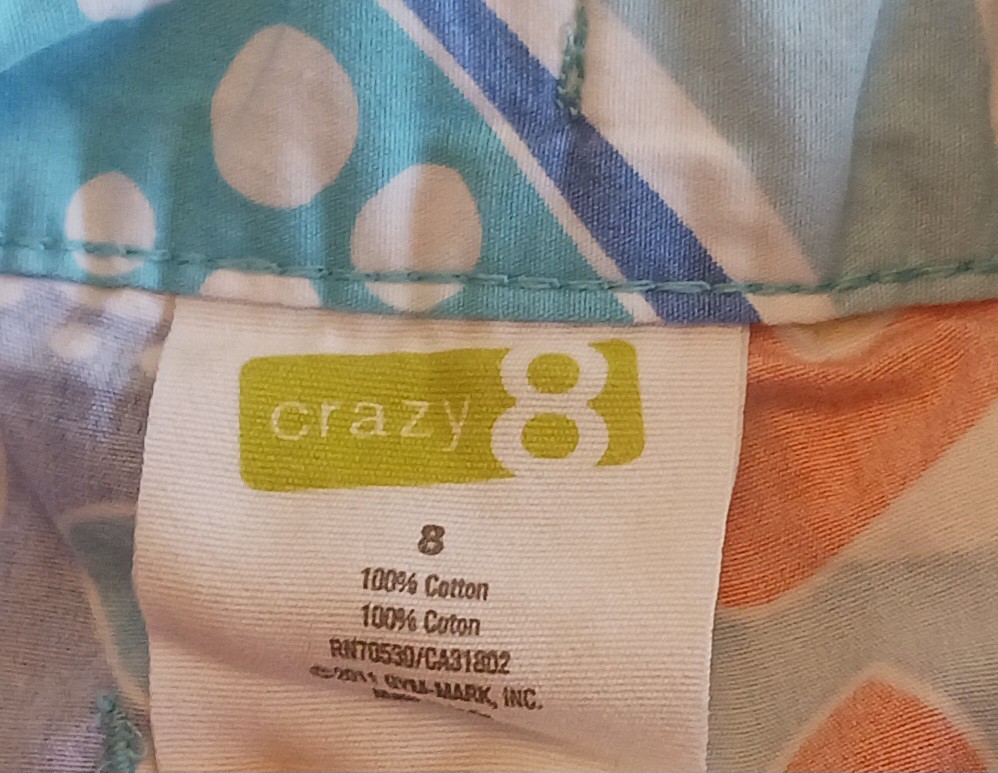 crazy 8
8
100% Cotton
100% Coton
RN70530/CA31802
©2011 GYM-MARK, INC.